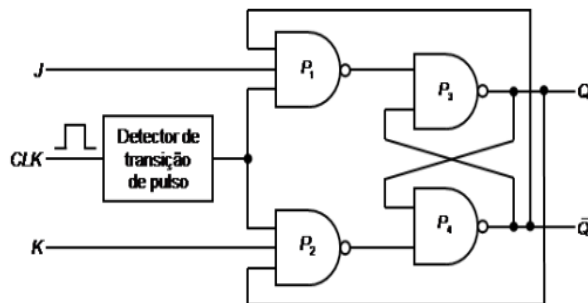 P₁
P₃
J
Q
Detector de
transição
de pulso
CLK
P₂
P₄
Q̄
K